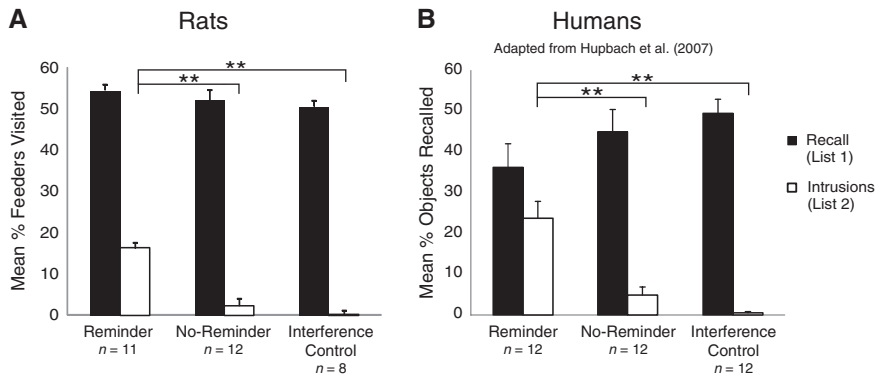 A
Rats
Mean % Feeders Visited
60
50
40
30
20
10
0
**
**
Reminder
n = 11
No-Reminder
n = 12
Interference
Control
n = 8
B
Humans
Adapted from Hupbach et al. (2007)
Mean % Objects Recalled
60
50
40
30
20
10
0
**
**
Reminder
n = 12
No-Reminder
n = 12
Interference
Control
n = 12
Recall
(List 1)
Intrusions
(List 2)